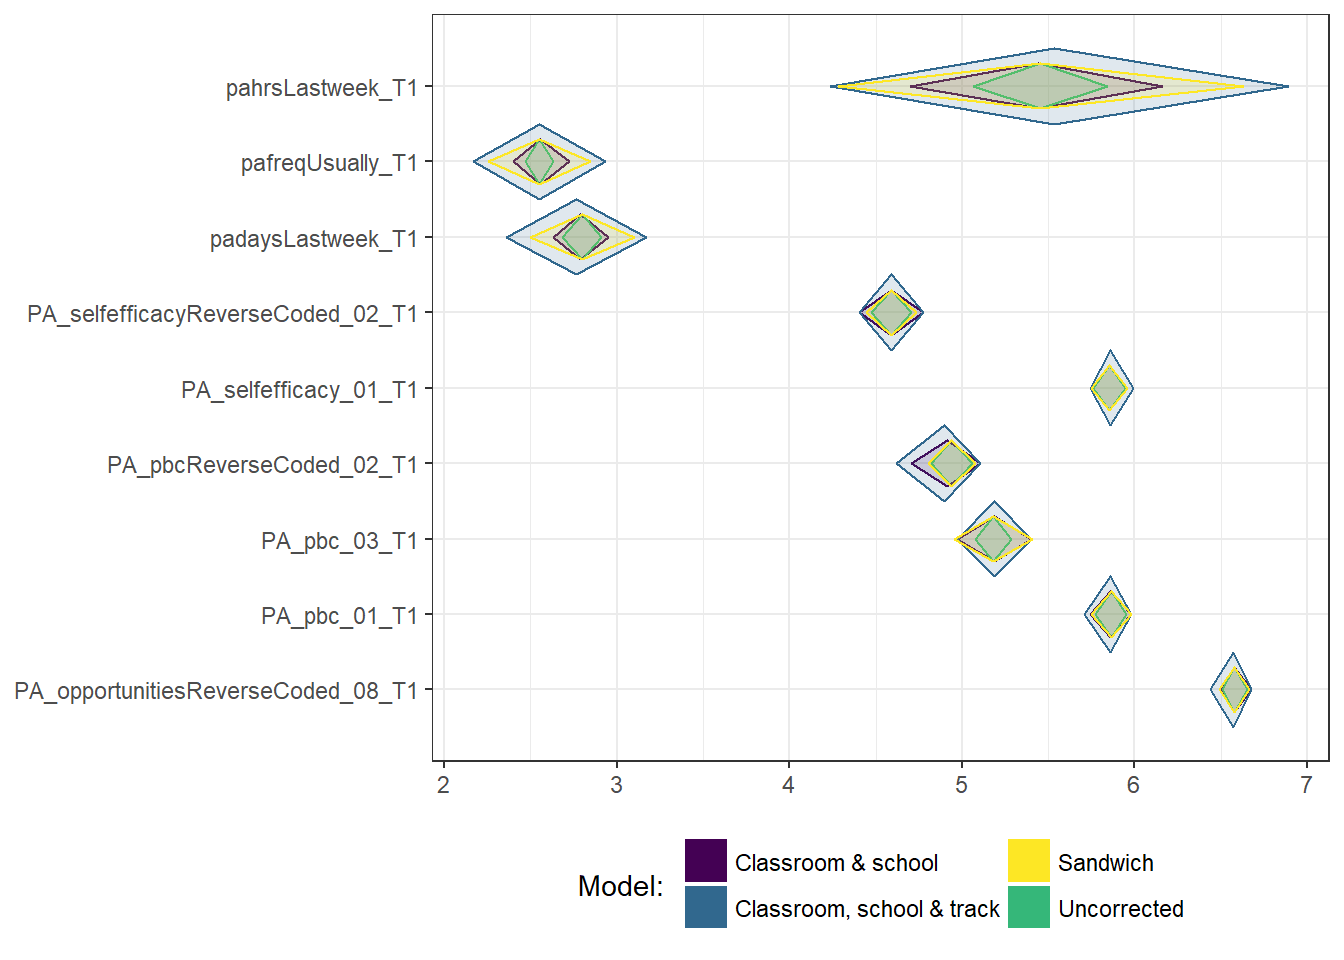 pahrsLastweek_T1
pafreqUsually_T1
padaysLastweek_T1
PA_selfefficacyReverseCoded_02_T1
PA_selfefficacy_01_T1
PA_pbcReverseCoded_02_T1
PA_pbc_03_T1
PA_pbc_01_T1
PA_opportunitiesReverseCoded_08_T1
2 3 4 5 6 7
Model:
Classroom & school
Sandwich
Classroom, school & track
Uncorrected